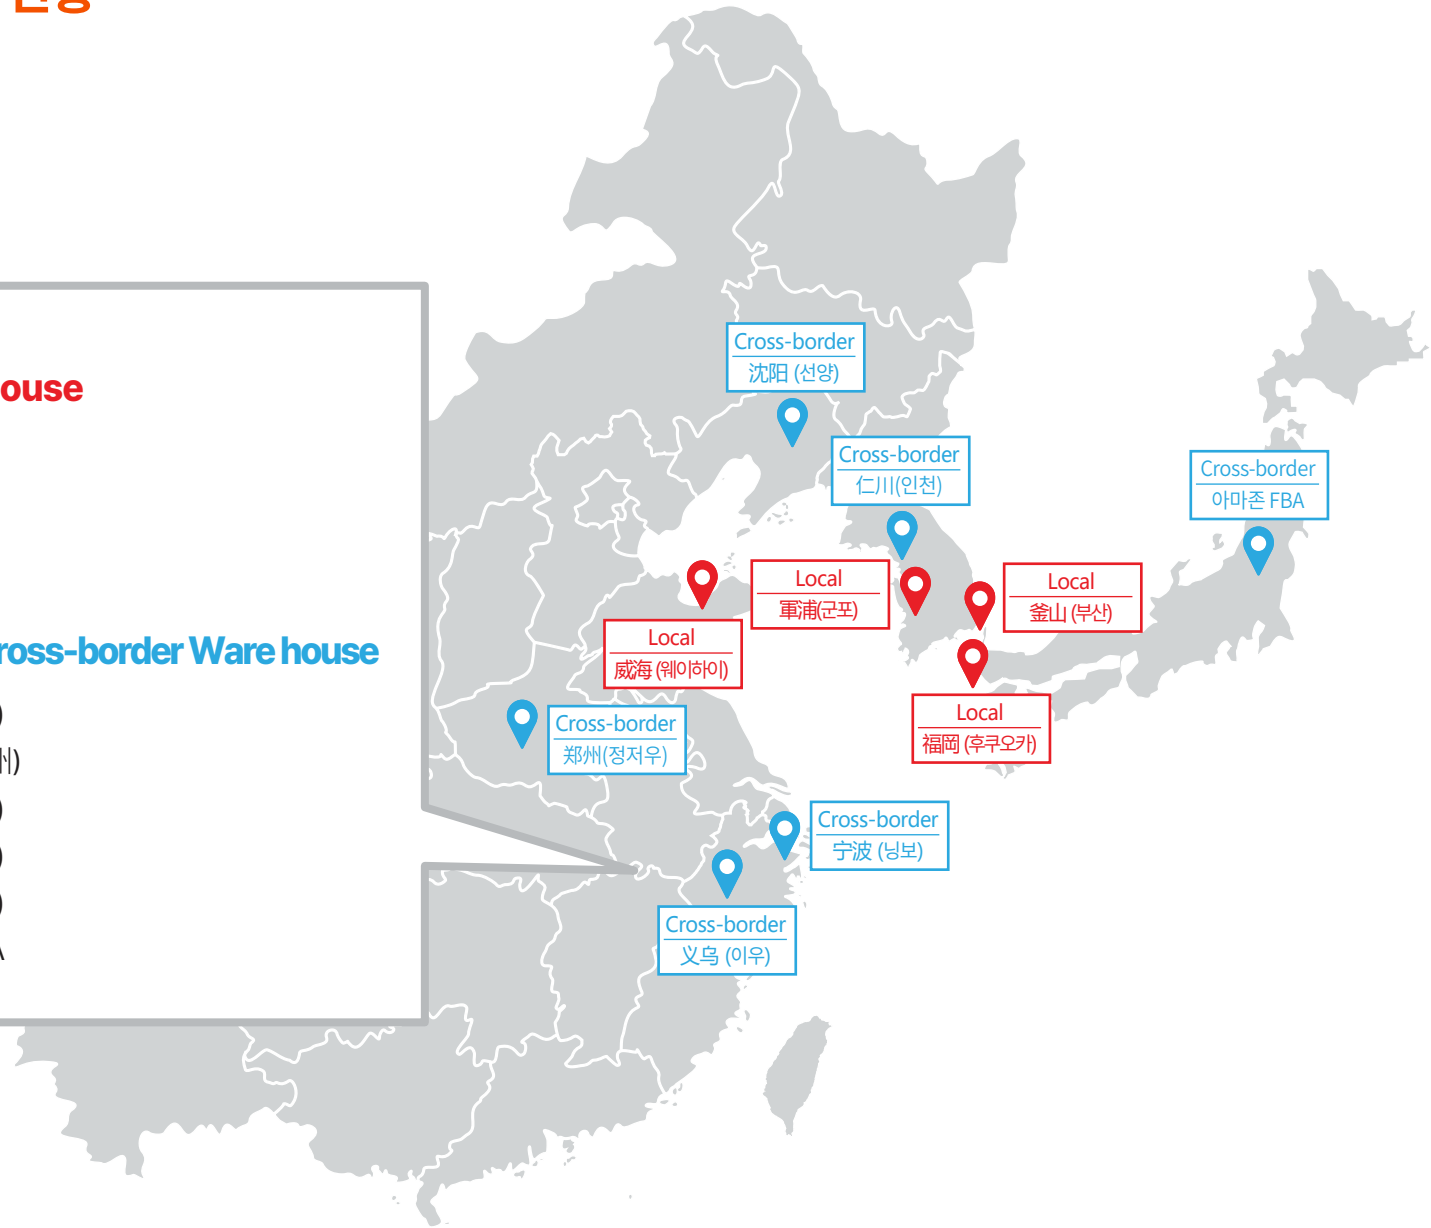 ouse
ross-border Ware house
)
州)
)
)
)
Cross-border
沈阳 (선양)
Cross-border
仁川(인천)
Cross-border
아마존 FBA
Local
軍浦(군포)
Local
釜山 (부산)
Local
威海 (웨이하이)
Local
福岡 (후쿠오카)
Cross-border
郑州(정저우)
Cross-border
宁波 (닝보)
Cross-border
义乌 (이우)